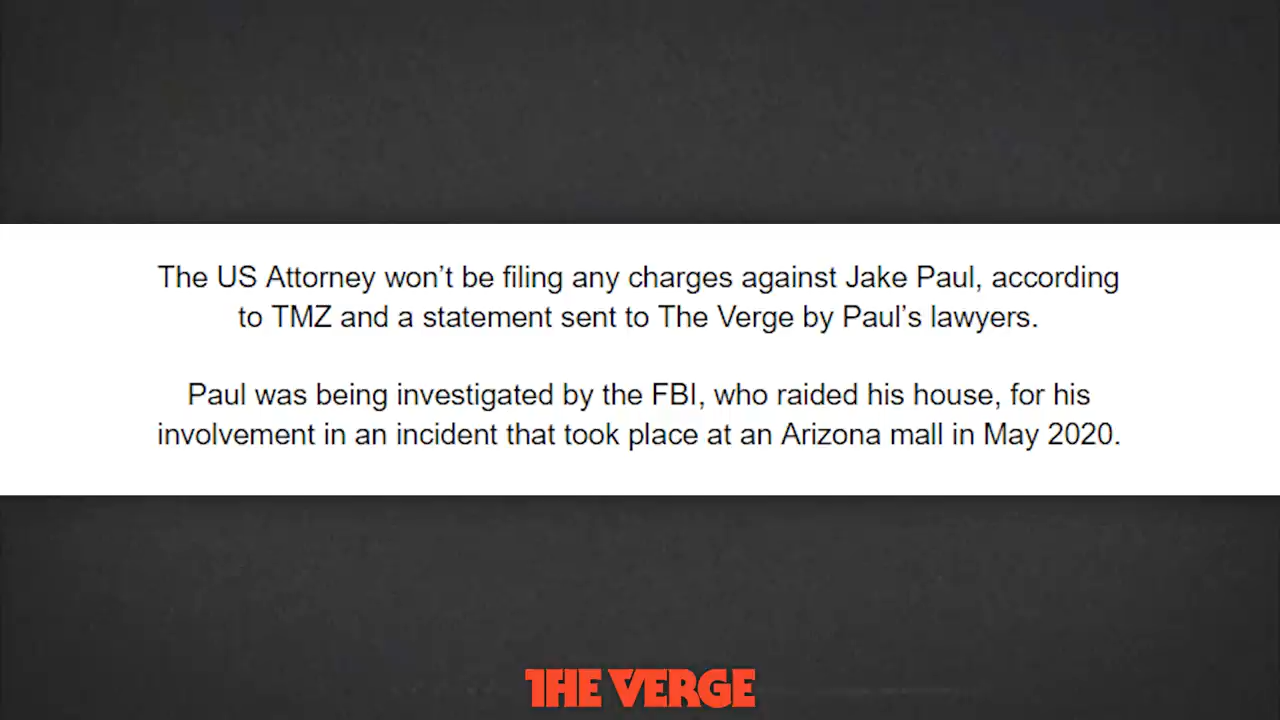 The US Attorney won’t be filing any charges against Jake Paul, according
to TMZ and a statement sent to The Verge by Paul’s lawyers.
Paul was being investigated by the FBI, who raided his house, for his
involvement in an incident that took place at an Arizona mall in May 2020.
THE VERGE